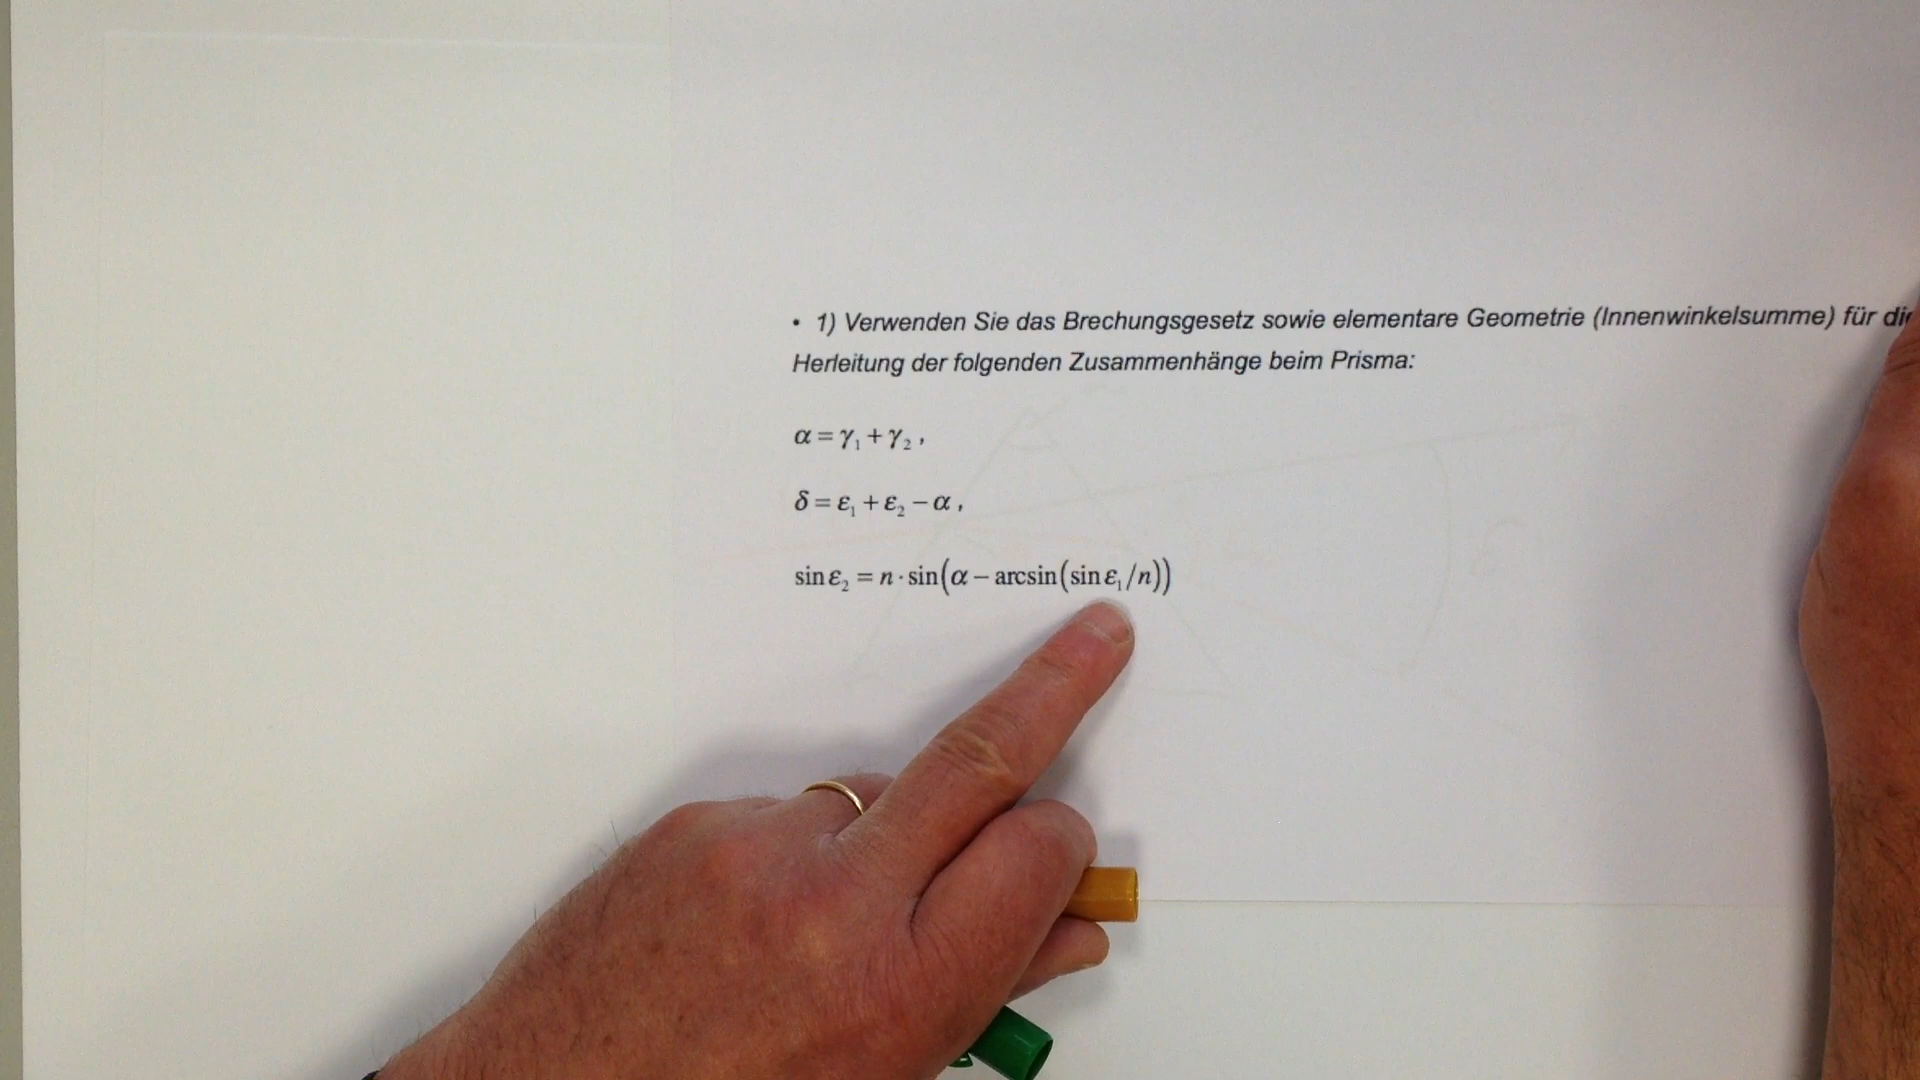 • 1) Verwenden Sie das Brechungsgesetz sowie elementare Geometrie (Innenwinkelsumme) für die
Herleitung der folgenden Zusammenhänge beim Prisma:
α = γ₁ + γ₂ ,
δ = ε₁ + ε₂ − α ,
sin ε₂ = n · sin(α − arcsin(sin ε₁/n))